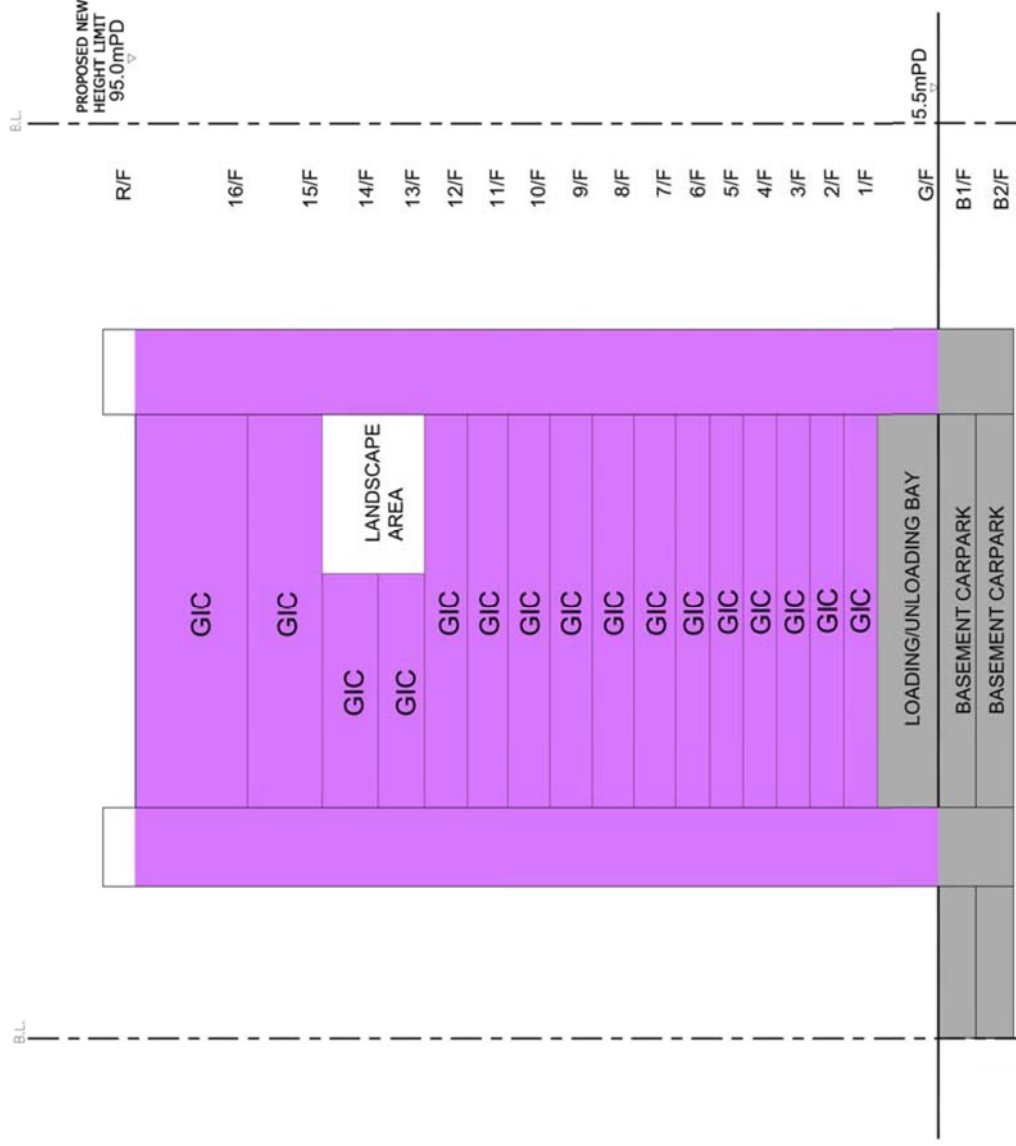 B.L.
B.L.
PROPOSED NEW
HEIGHT LIMIT
95.0mPD
R/F
GIC
16/F
GIC
15/F
GIC
LANDSCAPE
AREA
14/F
GIC
13/F
GIC
12/F
GIC
11/F
GIC
10/F
GIC
9/F
GIC
8/F
GIC
7/F
GIC
6/F
GIC
5/F
GIC
4/F
GIC
3/F
GIC
2/F
GIC
1/F
LOADING/UNLOADING BAY
G/F
5.5mPD
BASEMENT CARPARK
B1/F
BASEMENT CARPARK
B2/F